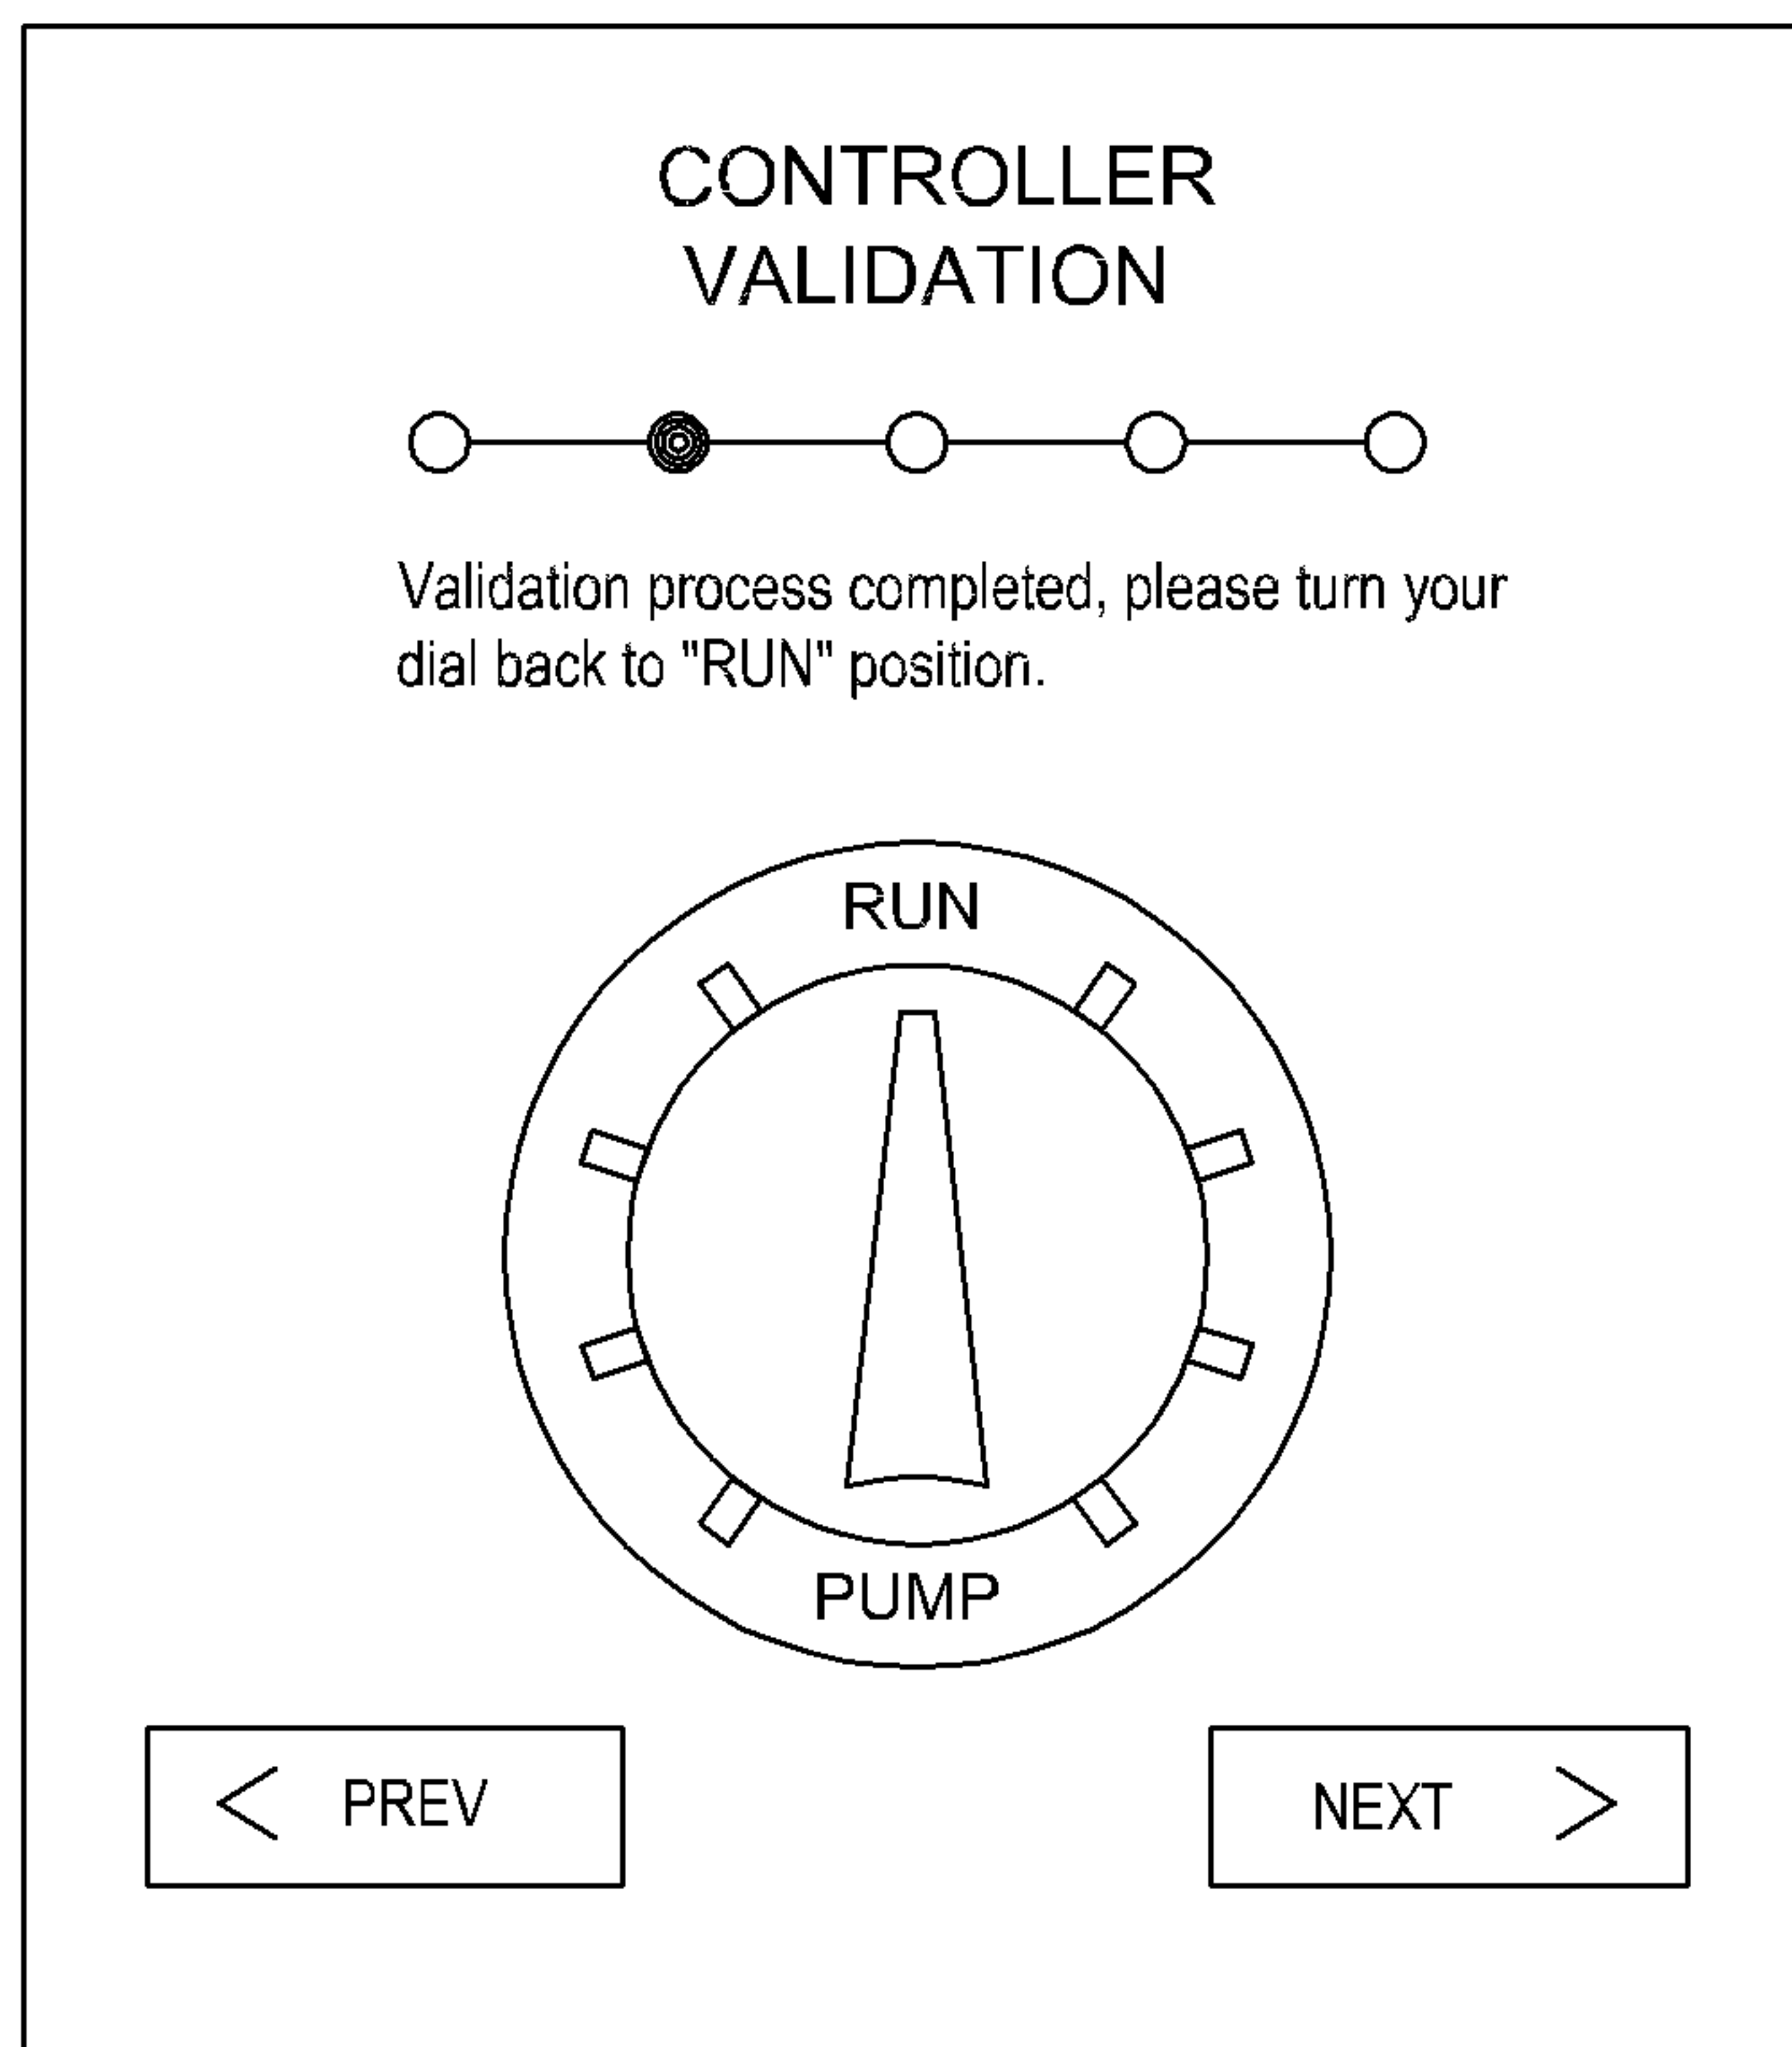 CONTROLLER
VALIDATION
Validation process completed, please turn your
dial back to "RUN" position.
RUN
PUMP
< PREV
NEXT >